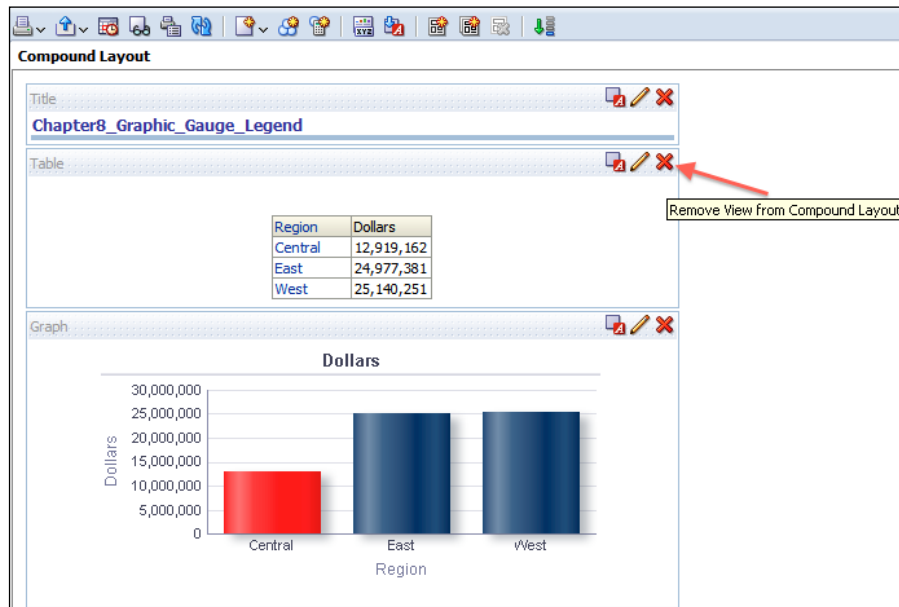 XYZ
Compound Layout
Title
Chapter8_Graphic_Gauge_Legend
Table
Remove View from Compound Layout
Region Dollars
Central 12,919,162
East 24,977,381
West 25,140,251
Graph
Dollars
30,000,000
25,000,000
20,000,000
15,000,000
10,000,000
5,000,000
0
Dollars
Central East West
Region